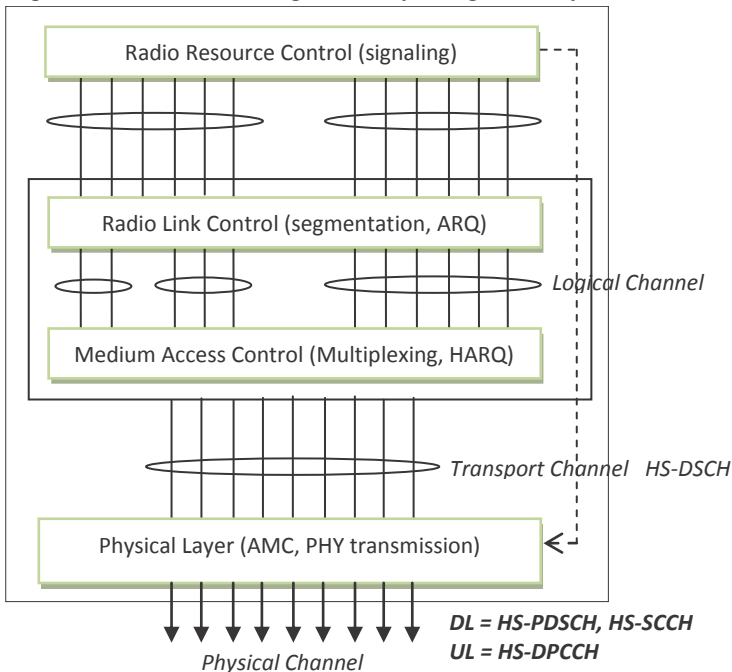 Radio Resource Control (signaling)
Radio Link Control (segmentation, ARQ)
Logical Channel
Medium Access Control (Multiplexing, HARQ)
Transport Channel HS-DSCH
Physical Layer (AMC, PHY transmission)
DL = HS-PDSCH, HS-SCCH
UL = HS-DPCCH
Physical Channel